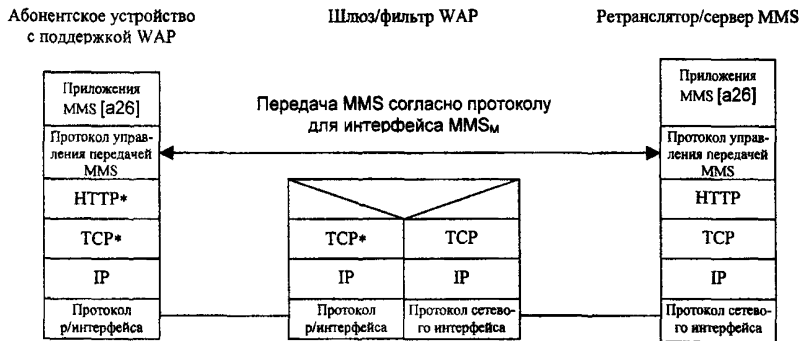 Абонентское устройство
с поддержкой WAP
Шлюз/фильтр WAP
Ретранслятор/сервер MMS
Приложения
MMS [a26]
Передача MMS согласно протоколу
для интерфейса MMSM
Приложения
MMS [a26]
Протокол управ-
ления передачей
MMS
Протокол управ-
ления передачей
MMS
HTTP*
HTTP
TCP*
TCP*
TCP
TCP
IP
IP
IP
IP
Протокол
р/интерфейса
Протокол
р/интерфейса
Протокол сетево-
го интерфейса
Протокол сетево-
го интерфейса